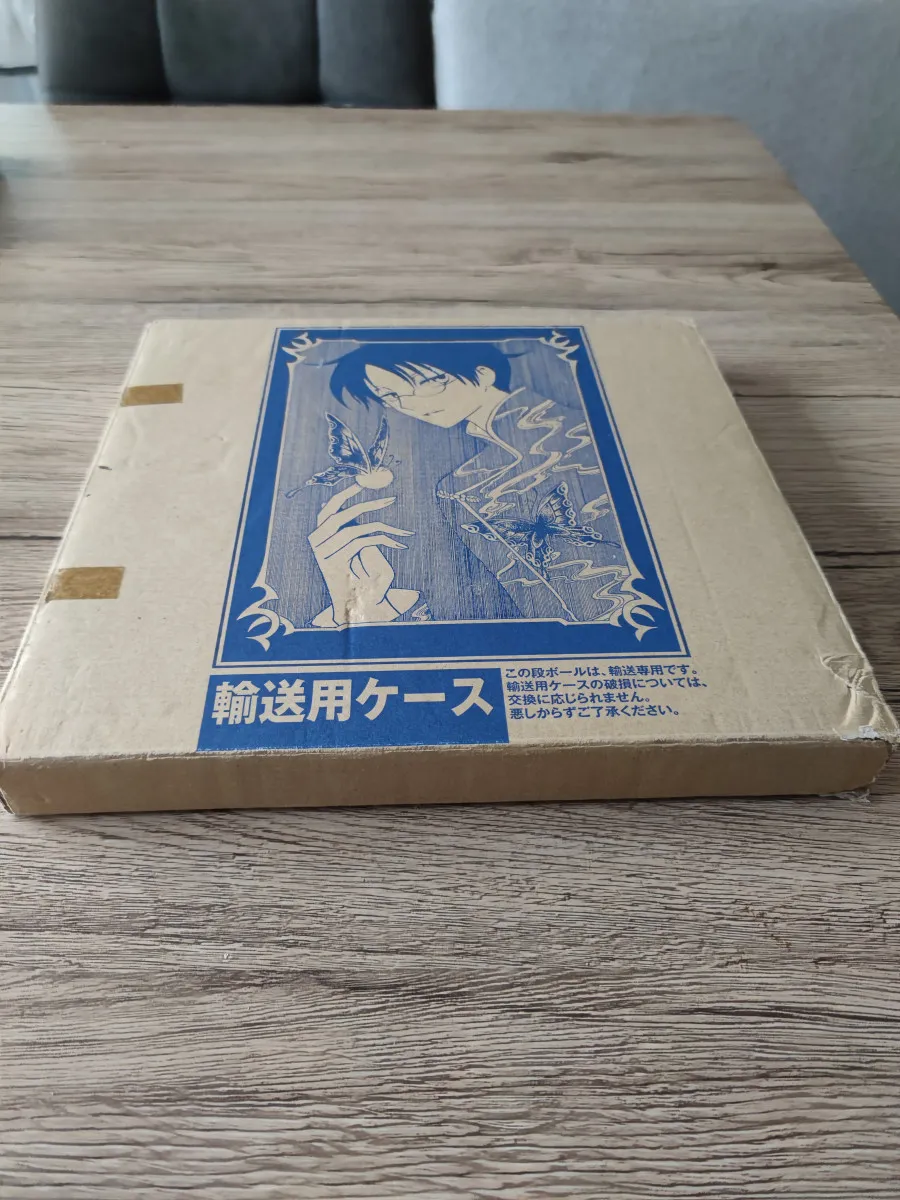 輸送用ケース
この段ボールは、輸送専用です。
輸送用ケースの破損については、
交換に応じられません。
悪しからずご了承ください。